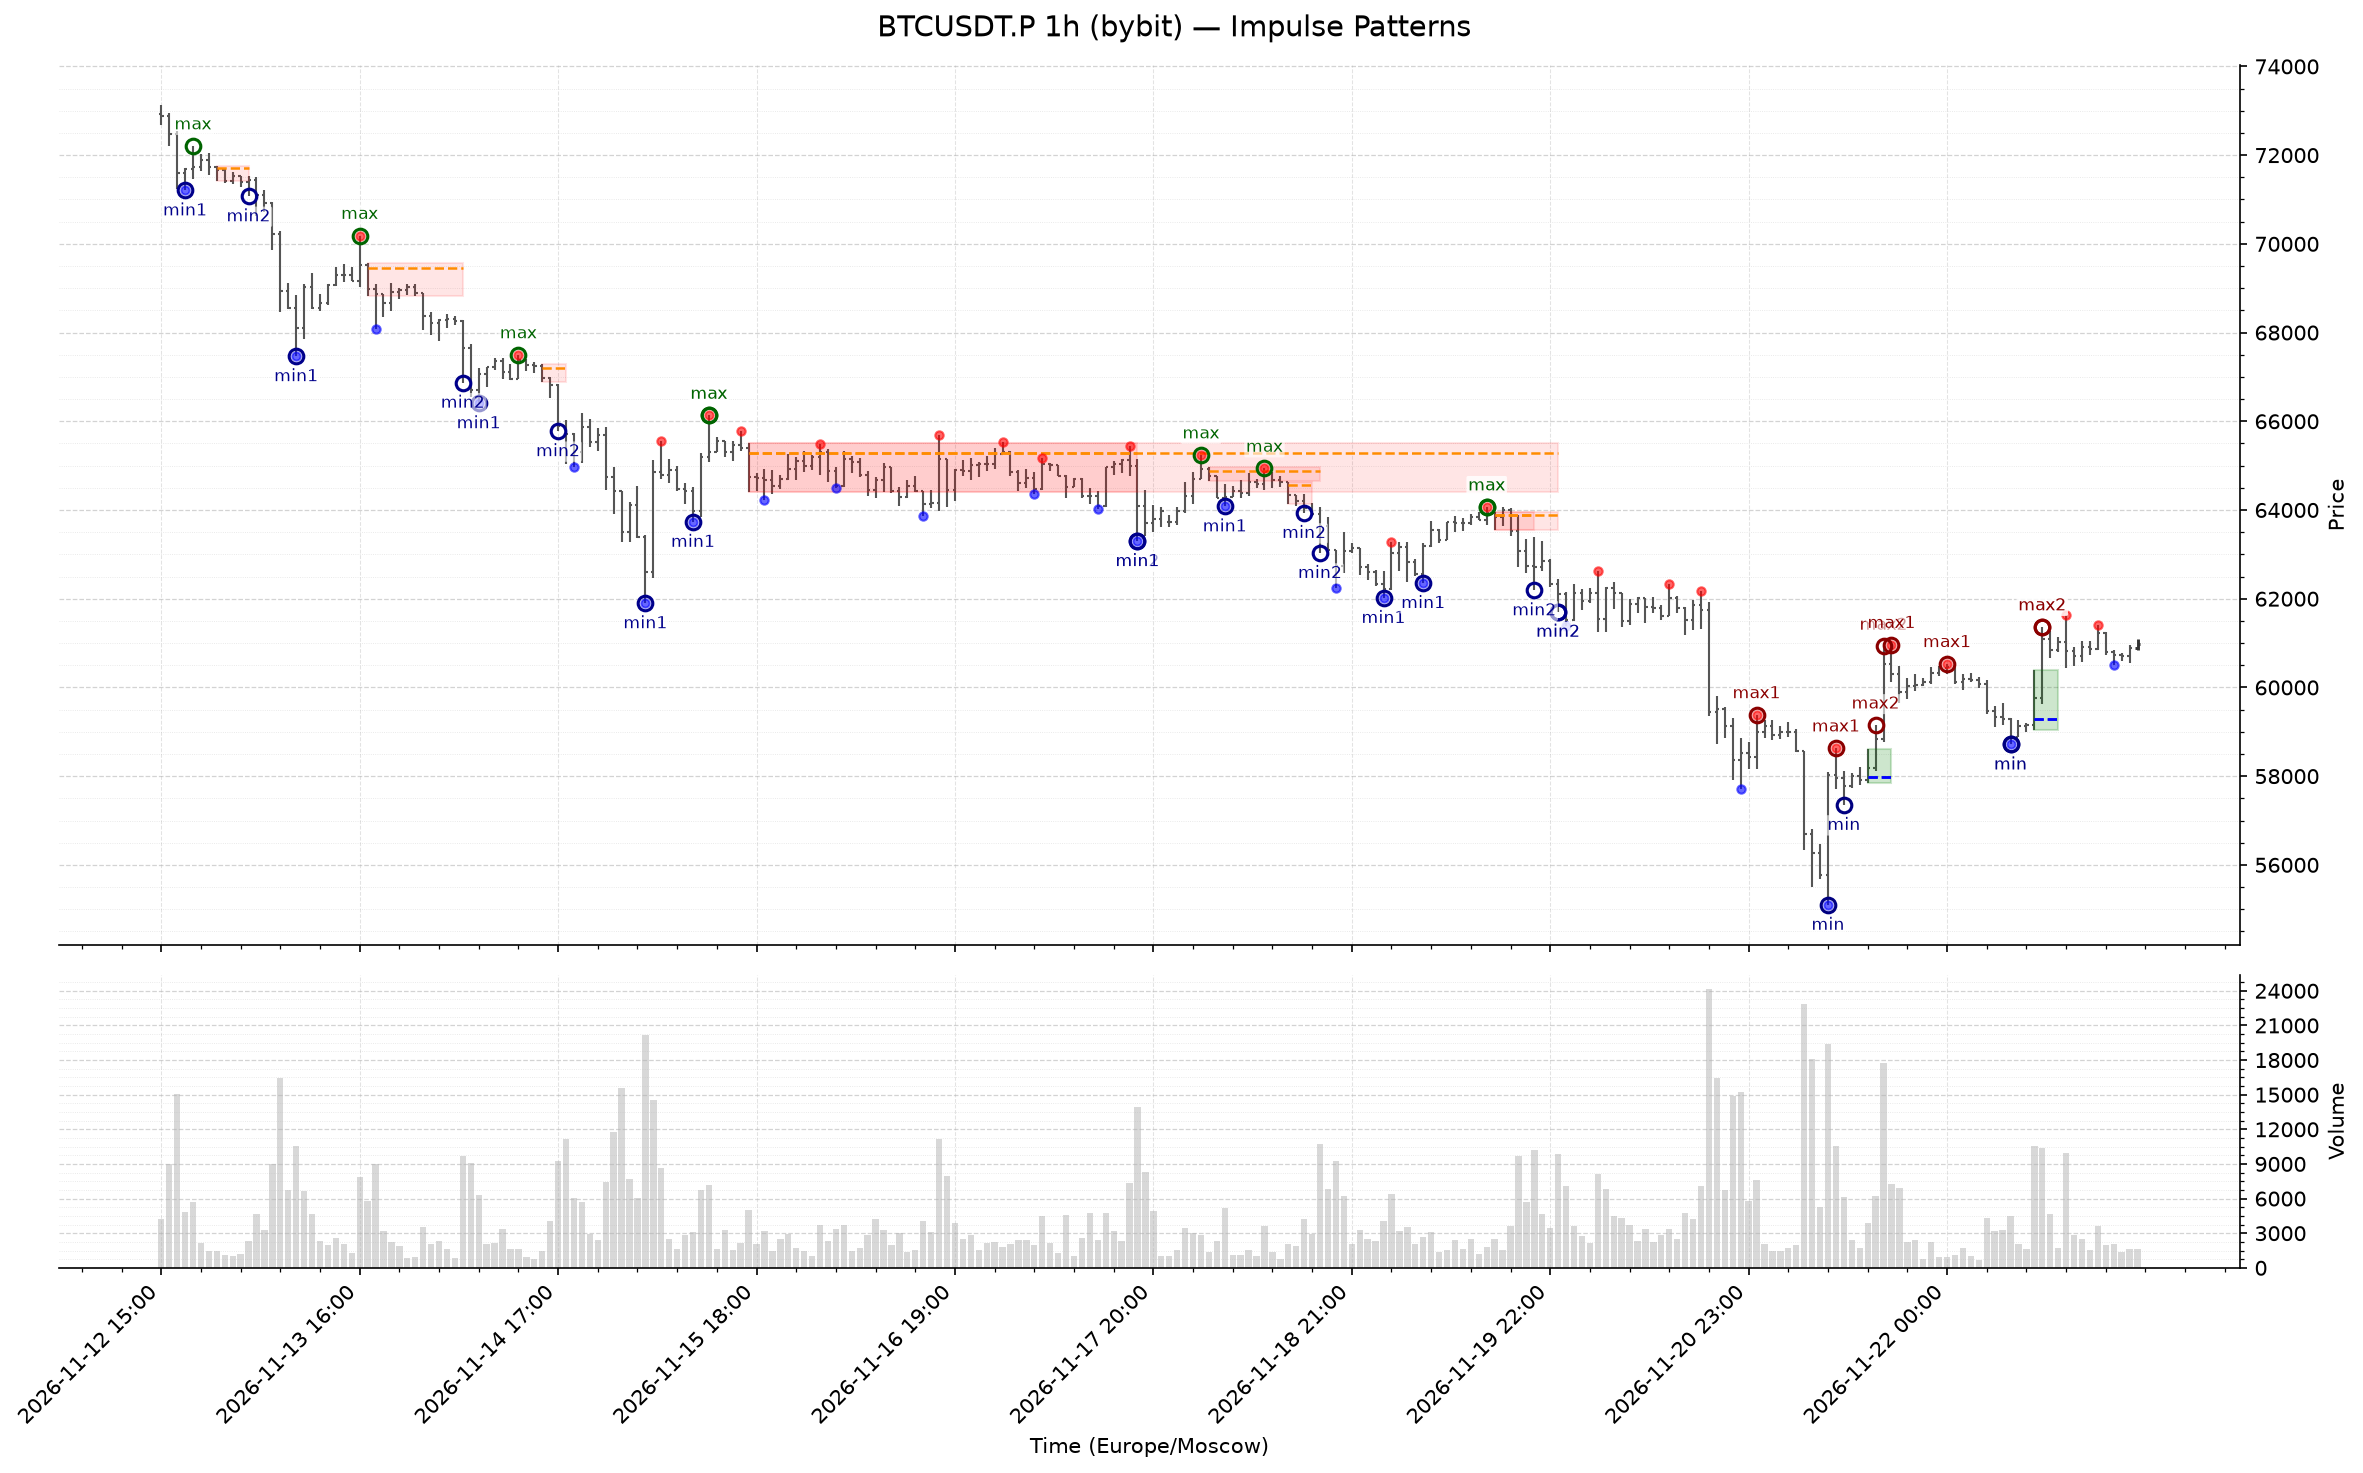 BTCUSDT.P 1h (bybit) — Impulse Patterns
74000
72000
70000
68000
66000
64000
62000
60000
58000
56000
Price
max
min1
min2
max
min1
max
min2
min1
min2
max
min1
min1
max
max
min1
min1
min2
min2
max
min1
min1
min2
min2
max1
max1
max2
max1
max1
max2
min
min
min
24000
21000
18000
15000
12000
9000
6000
3000
0
Volume
2026-11-12 15:00
2026-11-13 16:00
2026-11-14 17:00
2026-11-15 18:00
2026-11-16 19:00
2026-11-17 20:00
2026-11-18 21:00
2026-11-19 22:00
2026-11-20 23:00
2026-11-22 00:00
Time (Europe/Moscow)